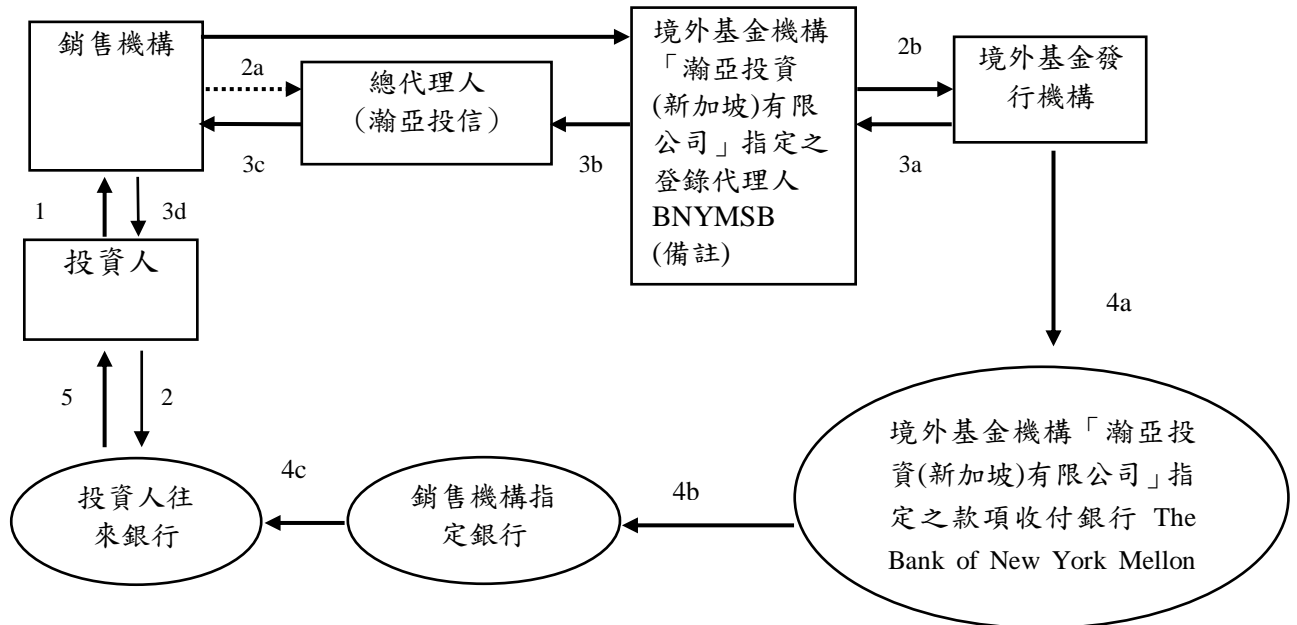 銷售機構
2a
總代理人
（瀚亞投信）
3c
3b
境外基金機構
「瀚亞投資
(新加坡)有限
公司」指定之
登錄代理人
BNYMSB
(備註)
2b
3a
境外基金發
行機構
1
3d
投資人
4a
5
2
投資人往
來銀行
4c
銷售機構指
定銀行
4b
境外基金機構「瀚亞投
資(新加坡)有限公司」指
定之款項收付銀行 The
Bank of New York Mellon